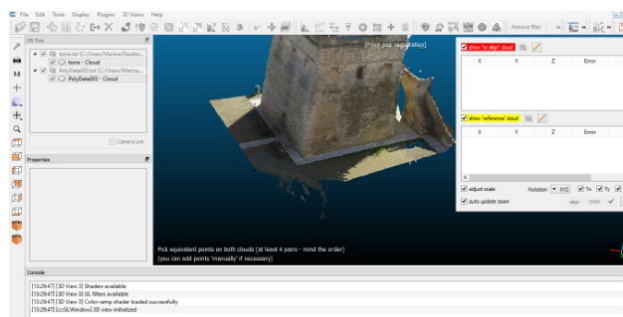 File Edit Tools Display Plugins 3D Views Help
Remove filter
DB Tree
torre.txt (C:/Users/Marina/Deskto...
torre - Cloud
PolyData003.txt (C:/Users/Marina...
PolyData003 - Cloud
Camera Link
Properties
[Point-pair registration]
show 'to align' cloud
X Y Z Error
show 'reference' cloud
X Y Z Error
adjust scale Rotation XYZ Tx Ty
auto update zoom align reset
Pick equivalent points on both clouds (at least 4 pairs - mind the order)
(you can add points 'manually' if necessary)
Console
[13:29:47] [3D View 3] Shaders available
[13:29:47] [3D View 3] GL filters available
[13:29:47] [3D View 3] Color ramp shader loaded successfully
[13:29:47] [ccGLWindow] 3D view initialized